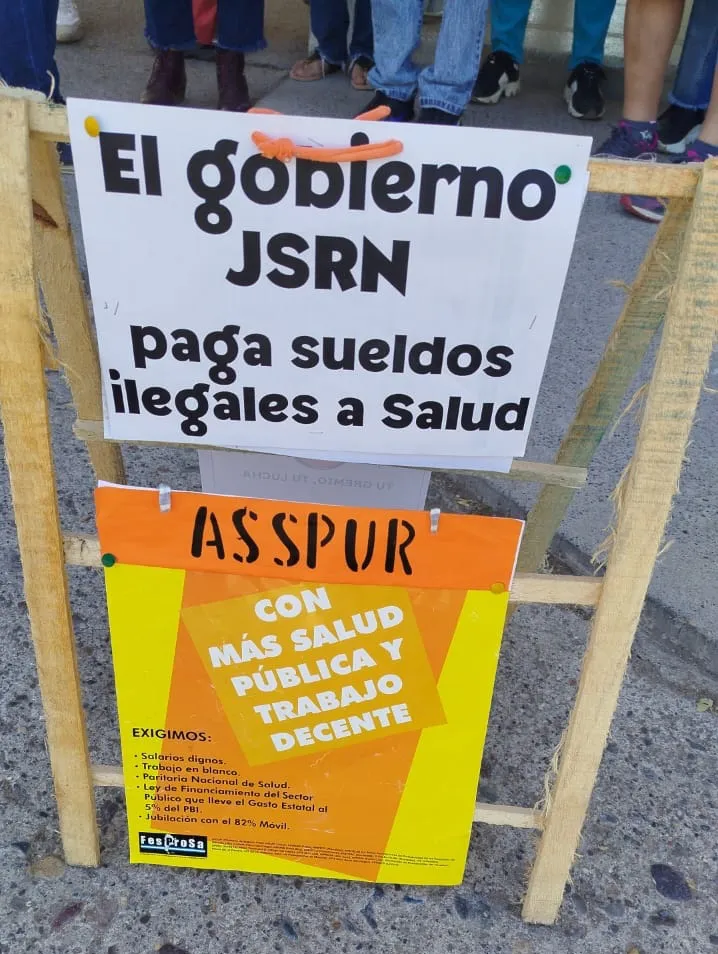 El gobierno
JSRN
paga sueldos
ilegales a Salud
TU GREMIO, TU LUCHA
ASSPUR
CON
MÁS SALUD
PÚBLICA Y
TRABAJO
DECENTE
EXIGIMOS:
• Salarios dignos.
• Trabajo en blanco.
• Paritaria Nacional de Salud.
• Ley de Financiamiento del Sector
Público que lleve el Gasto Estatal al
5% del PBI.
• Jubilación con el 82% Móvil.
FesProSa